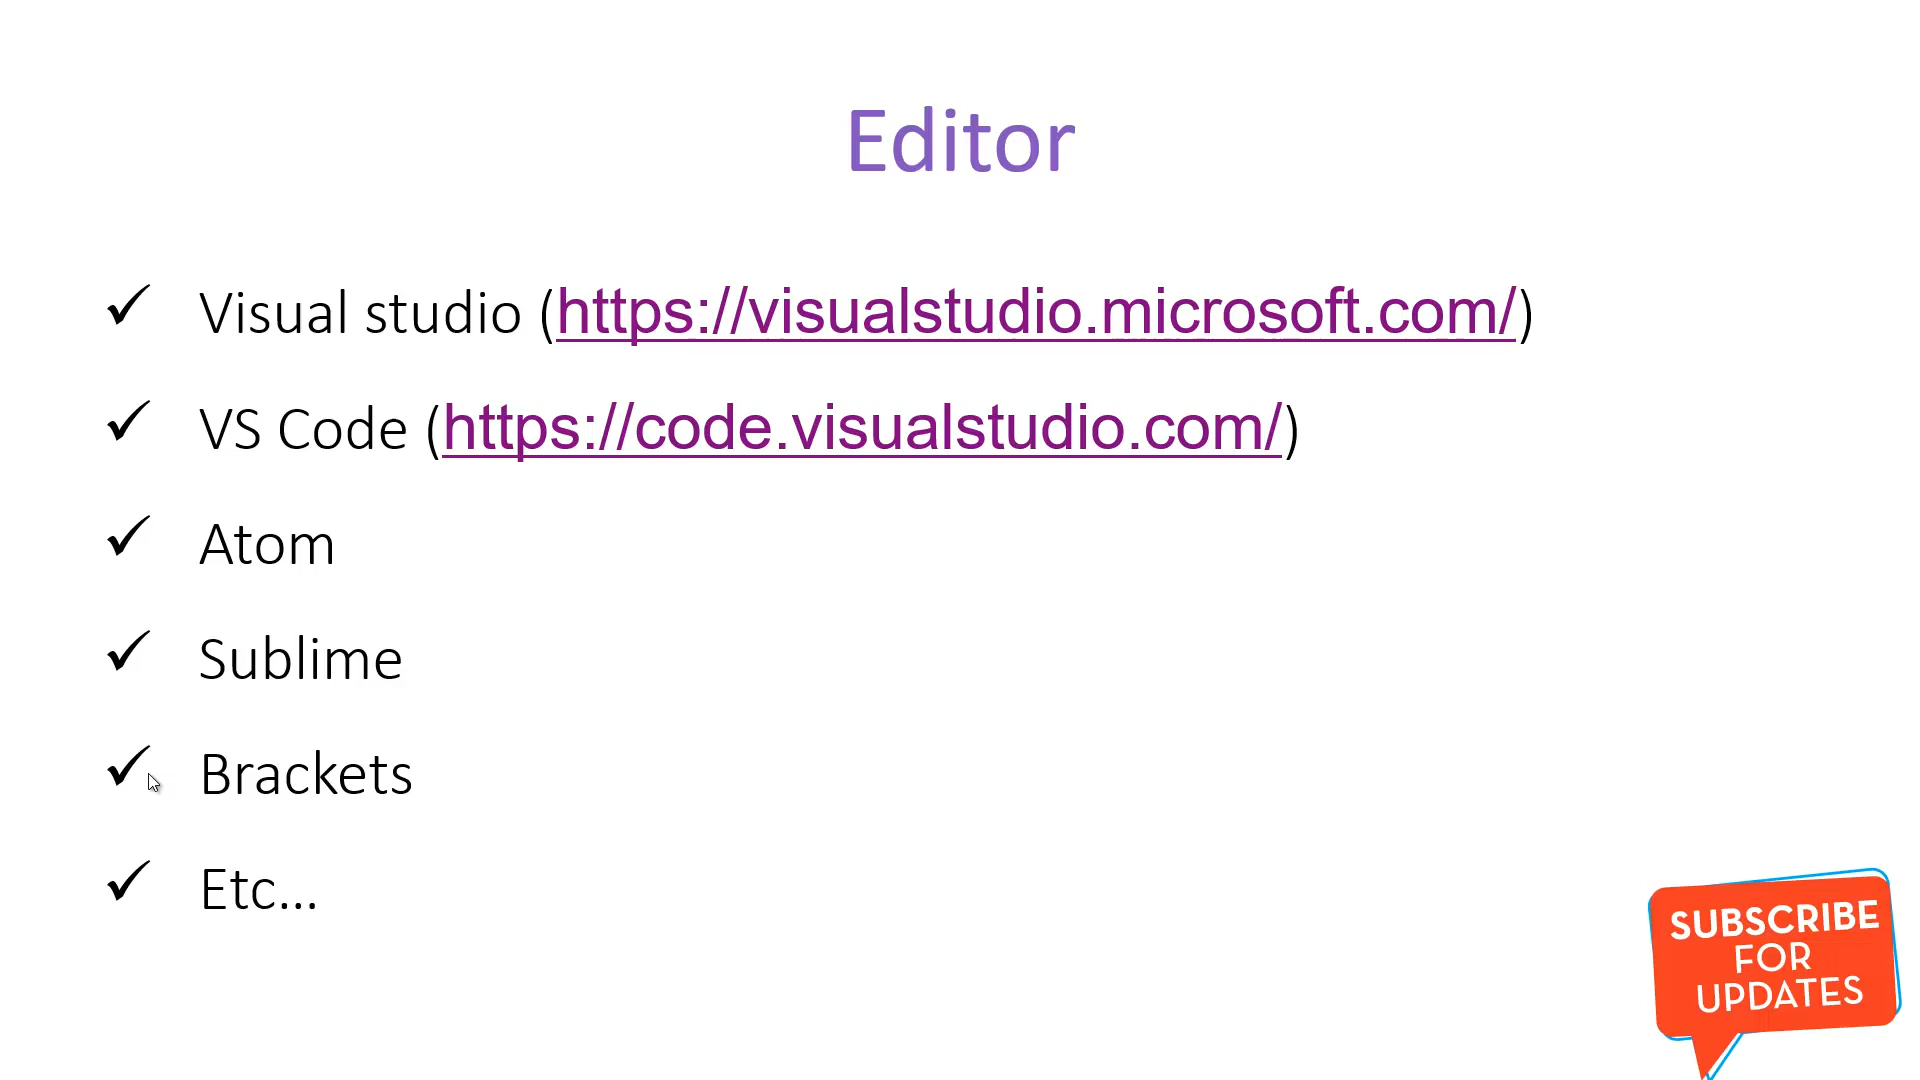 Editor
Visual studio (https://visualstudio.microsoft.com/)
VS Code (https://code.visualstudio.com/)
Atom
Sublime
Brackets
Etc...
SUBSCRIBE
FOR
UPDATES